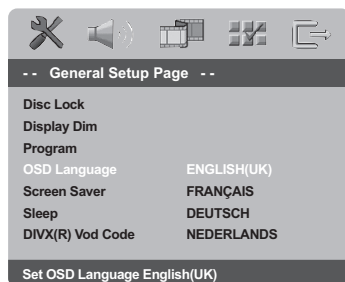 -- General Setup Page --
Disc Lock
Display Dim
Program
OSD Language ENGLISH(UK)
Screen Saver FRANÇAIS
Sleep DEUTSCH
DIVX(R) Vod Code NEDERLANDS
Set OSD Language English(UK)